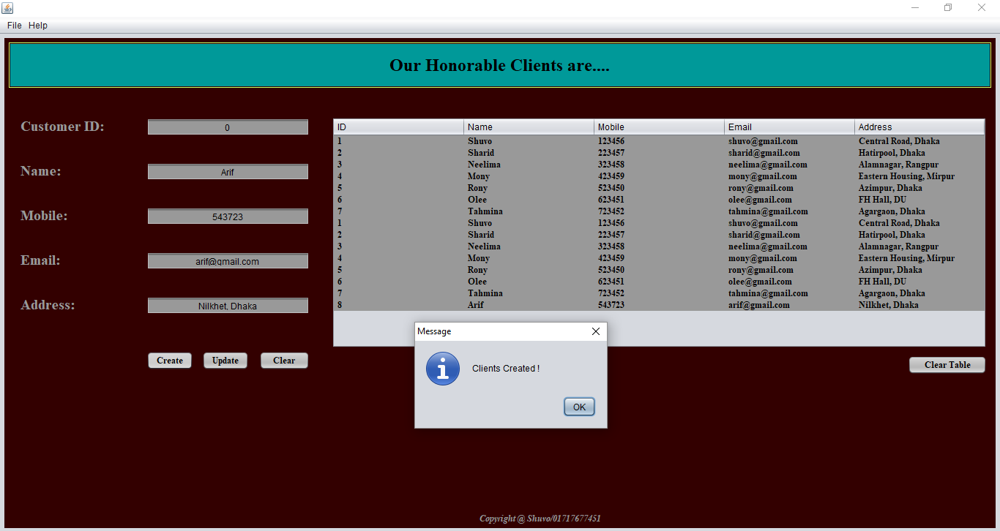 File Help
Our Honorable Clients are....
Customer ID: 0
Name: Arif
Mobile: 543723
Email: arif@gmail.com
Address: Nilkhet, Dhaka
Create Update Clear
ID Name Mobile Email Address
1 Shuvo 123456 shuvo@gmail.com Central Road, Dhaka
2 Sharid 223457 sharid@gmail.com Hatirpool, Dhaka
3 Neelima 323458 neelima@gmail.com Alamnagar, Rangpur
4 Mony 423459 mony@gmail.com Eastern Housing, Mirpur
5 Rony 523450 rony@gmail.com Azimpur, Dhaka
6 Olee 623451 olee@gmail.com FH Hall, DU
7 Tahmina 723452 tahmina@gmail.com Agargaon, Dhaka
1 Shuvo 123456 shuvo@gmail.com Central Road, Dhaka
2 Sharid 223457 sharid@gmail.com Hatirpool, Dhaka
3 Neelima 323458 neelima@gmail.com Alamnagar, Rangpur
4 Mony 423459 mony@gmail.com Eastern Housing, Mirpur
5 Rony 523450 rony@gmail.com Azimpur, Dhaka
6 Olee 623451 olee@gmail.com FH Hall, DU
7 Tahmina 723452 tahmina@gmail.com Agargaon, Dhaka
8 Arif 543723 arif@gmail.com Nilkhet, Dhaka
Clear Table
Message
Clients Created !
OK
Copyright @ Shuvo/01717677451